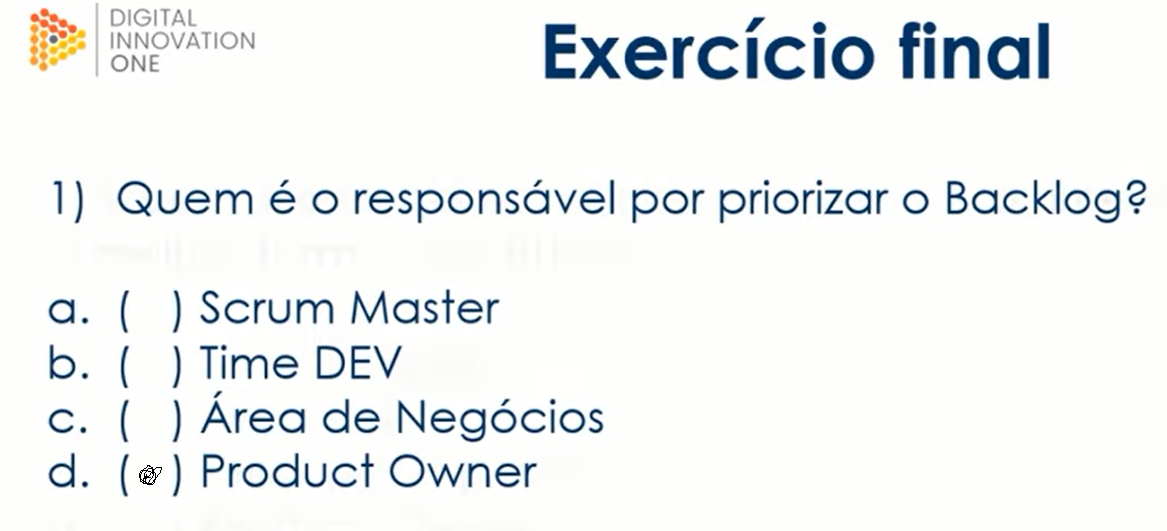 DIGITAL
INNOVATION
ONE
Exercício final
1) Quem é o responsável por priorizar o Backlog?
a. ( ) Scrum Master
b. ( ) Time DEV
c. ( ) Área de Negócios
d. ( ) Product Owner